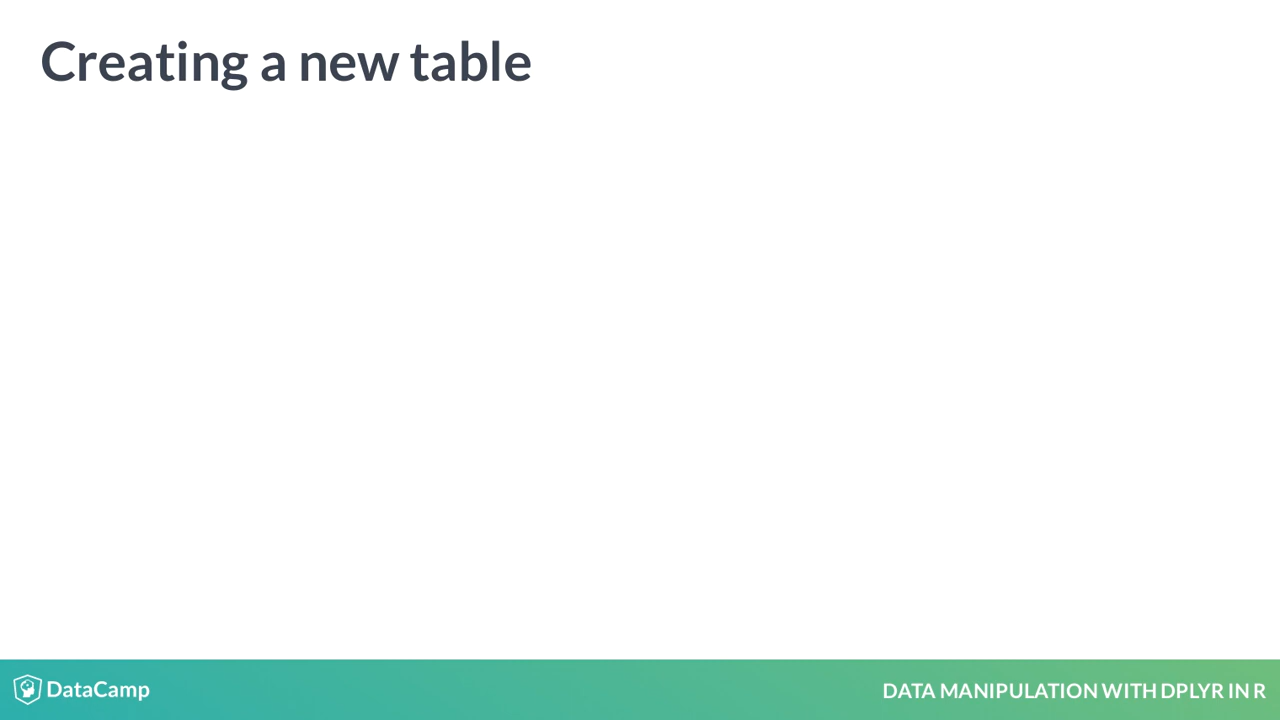 Creating a new table
DataCamp
DATA MANIPULATION WITH DPLYR IN R